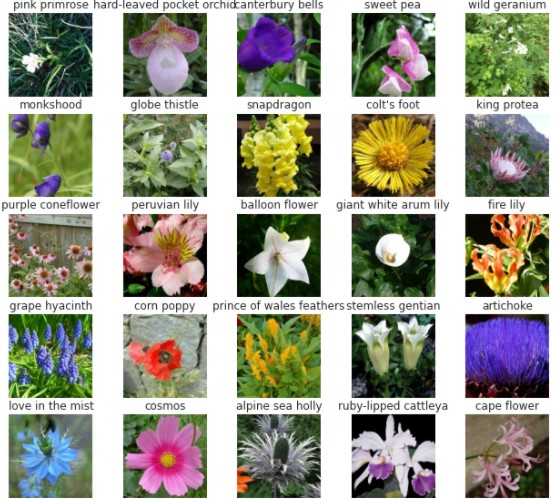 pink primrose hard-leaved pocket orchid canterbury bells sweet pea wild geranium
monkshood globe thistle snapdragon colt's foot king protea
purple coneflower peruvian lily balloon flower giant white arum lily fire lily
grape hyacinth corn poppy prince of wales feathers stemless gentian artichoke
love in the mist cosmos alpine sea holly ruby-lipped cattleya cape flower